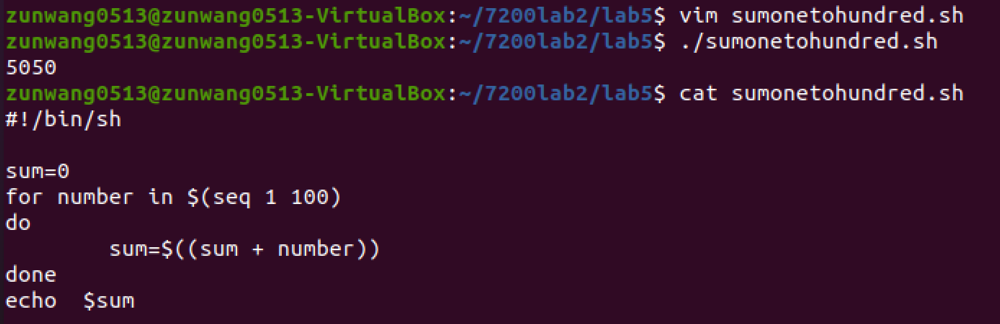 zunwang0513@zunwang0513-VirtualBox:~/7200lab2/lab5$ vim sumonetohundred.sh
zunwang0513@zunwang0513-VirtualBox:~/7200lab2/lab5$ ./sumonetohundred.sh
5050
zunwang0513@zunwang0513-VirtualBox:~/7200lab2/lab5$ cat sumonetohundred.sh
#!/bin/sh

sum=0
for number in $(seq 1 100)
do
        sum=$((sum + number))
done
echo  $sum